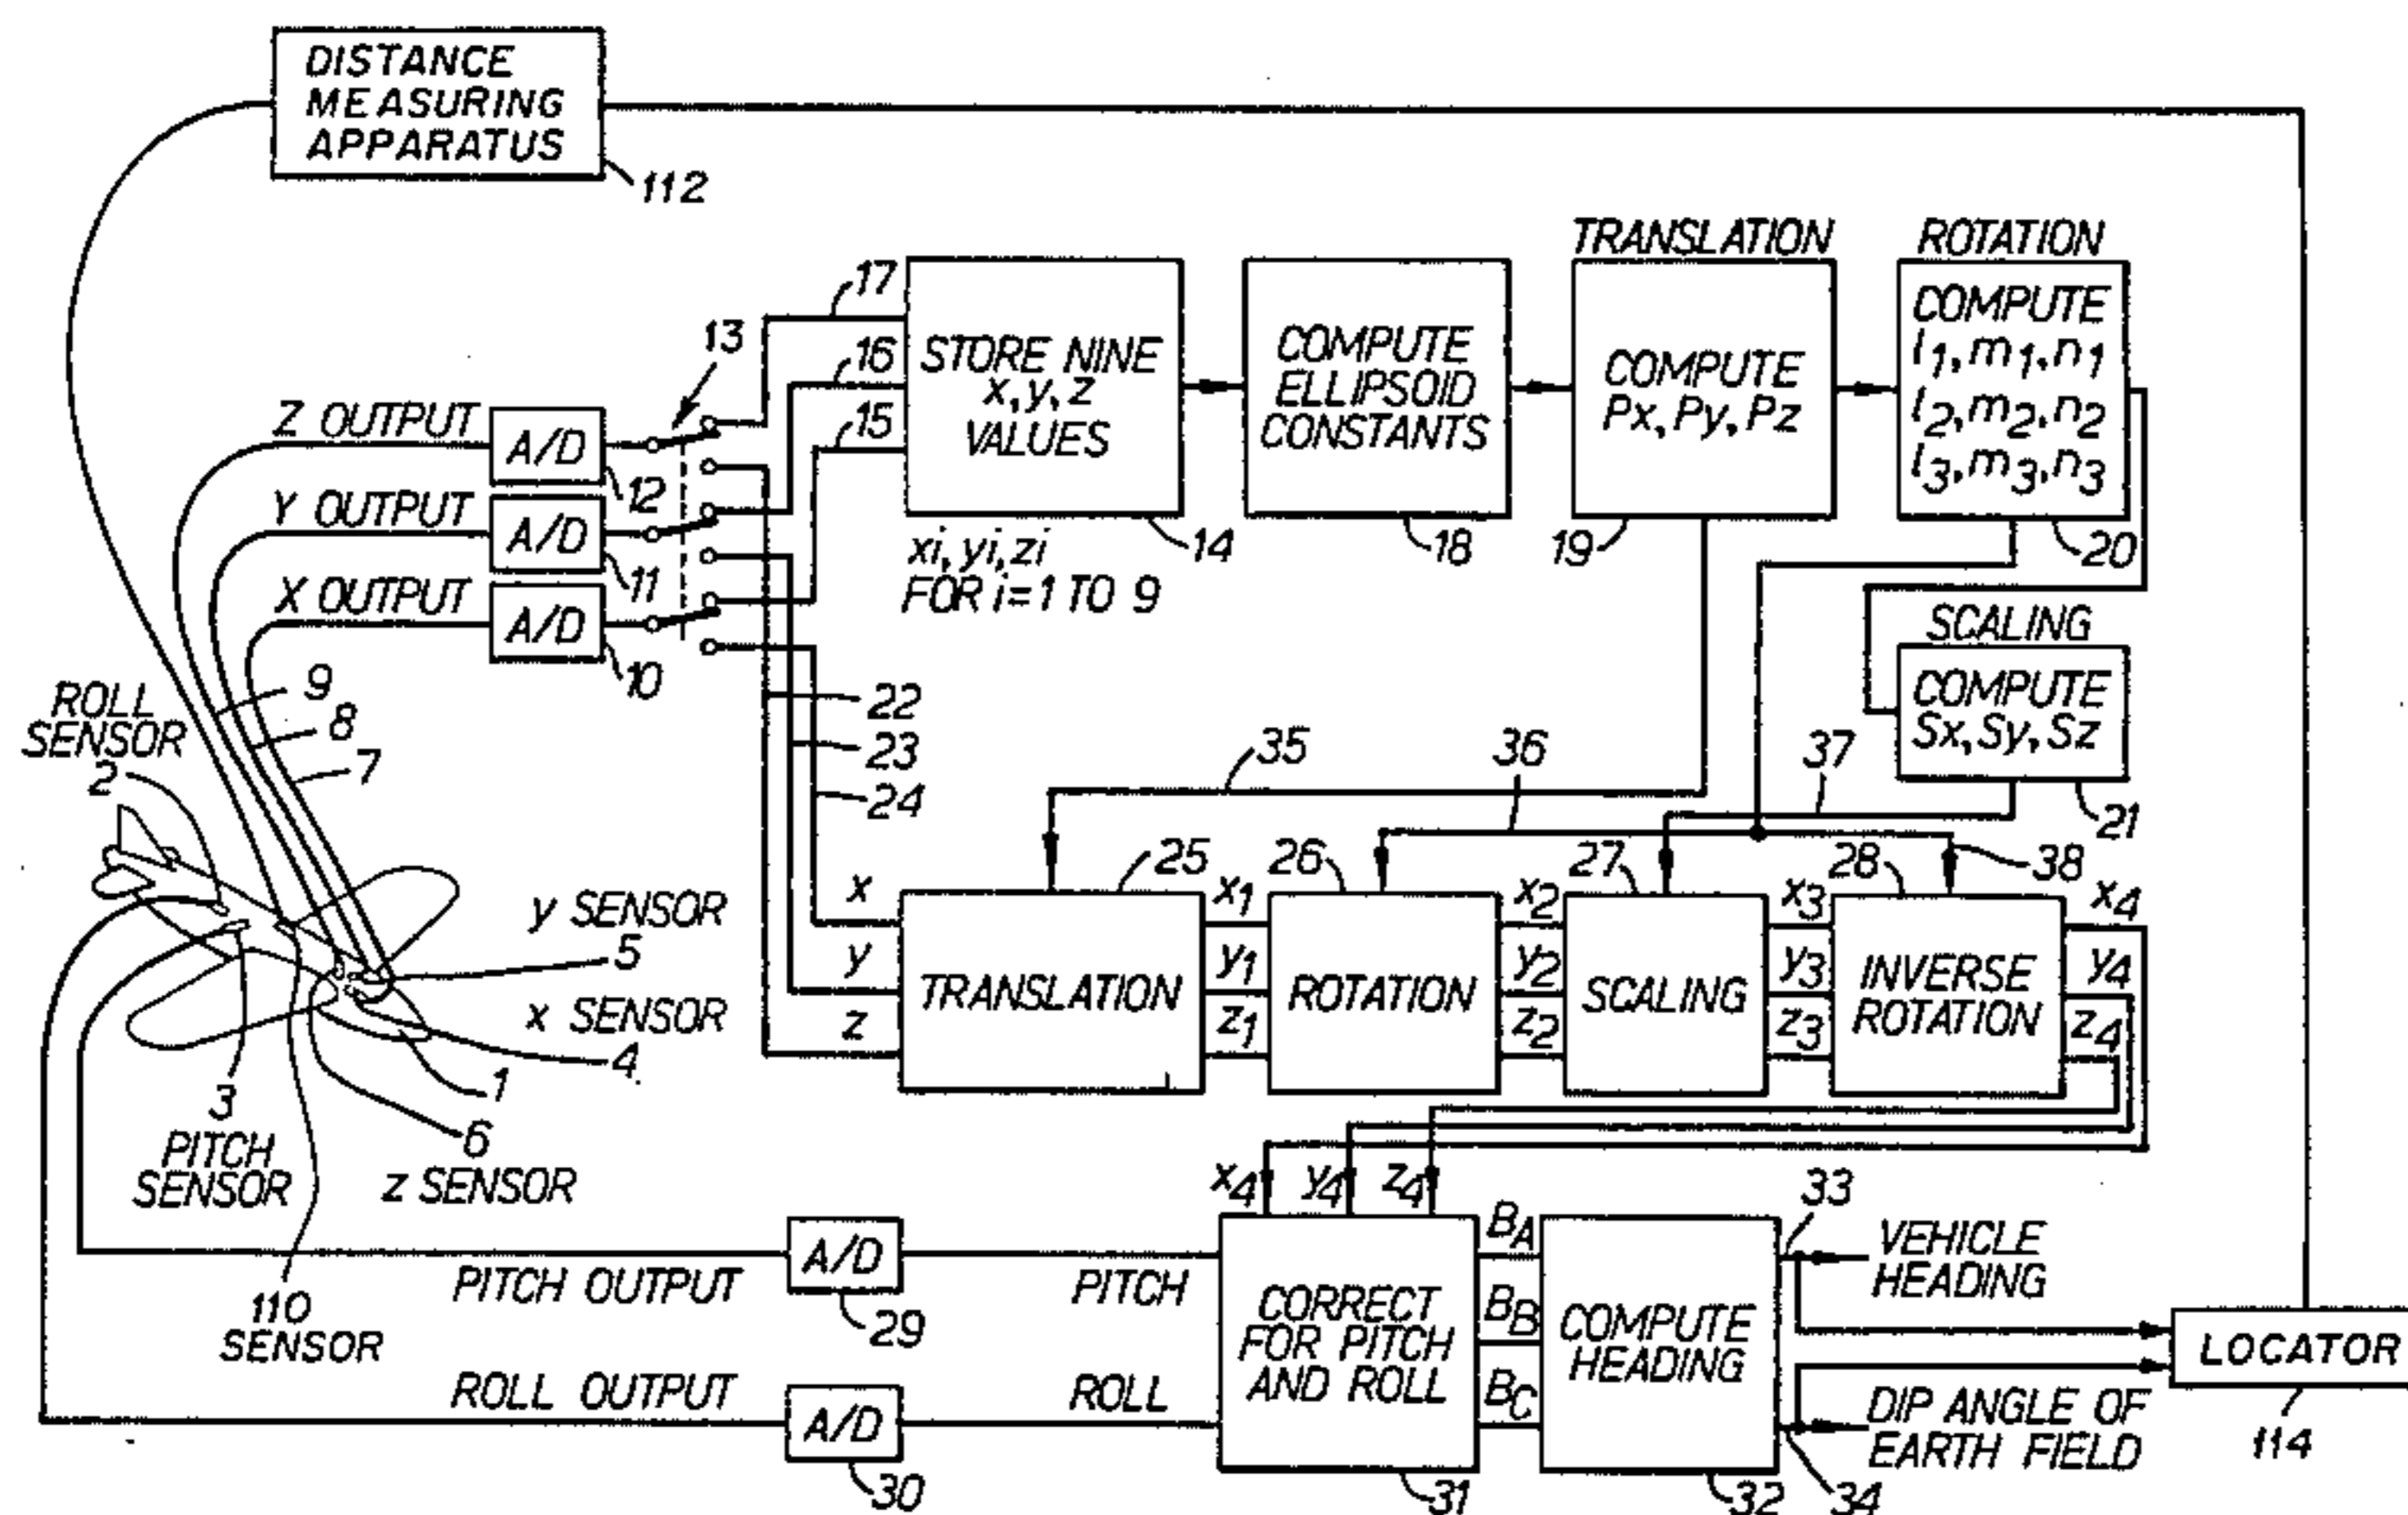 DISTANCE
MEASURING
APPARATUS
112
TRANSLATION
ROTATION
17
16
15
13
STORE NINE
x, y, z
VALUES
COMPUTE
ELLIPSOID
CONSTANTS
COMPUTE
Px, Py, Pz
COMPUTE
l1, m1, n1
l2, m2, n2
l3, m3, n3
Z OUTPUT
A/D
12
Y OUTPUT
A/D
11
X OUTPUT
A/D
10
xi, yi, zi
FOR i=1 TO 9
14
18
19
20
SCALING
COMPUTE
Sx, Sy, Sz
21
ROLL
SENSOR
2
9
8
7
22
23
24
35
36
37
38
25
26
27
28
y SENSOR
5
x SENSOR
4
1
3
PITCH
SENSOR
6
z SENSOR
110
SENSOR
x
y
z
TRANSLATION
x1
y1
z1
ROTATION
x2
y2
z2
SCALING
x3
y3
z3
INVERSE
ROTATION
x4
y4
z4
x4
y4
z4
PITCH OUTPUT
A/D
29
PITCH
ROLL OUTPUT
A/D
30
ROLL
CORRECT
FOR PITCH
AND ROLL
31
BA
BB
BC
COMPUTE
HEADING
32
33
VEHICLE
HEADING
34
DIP ANGLE OF
EARTH FIELD
LOCATOR
114